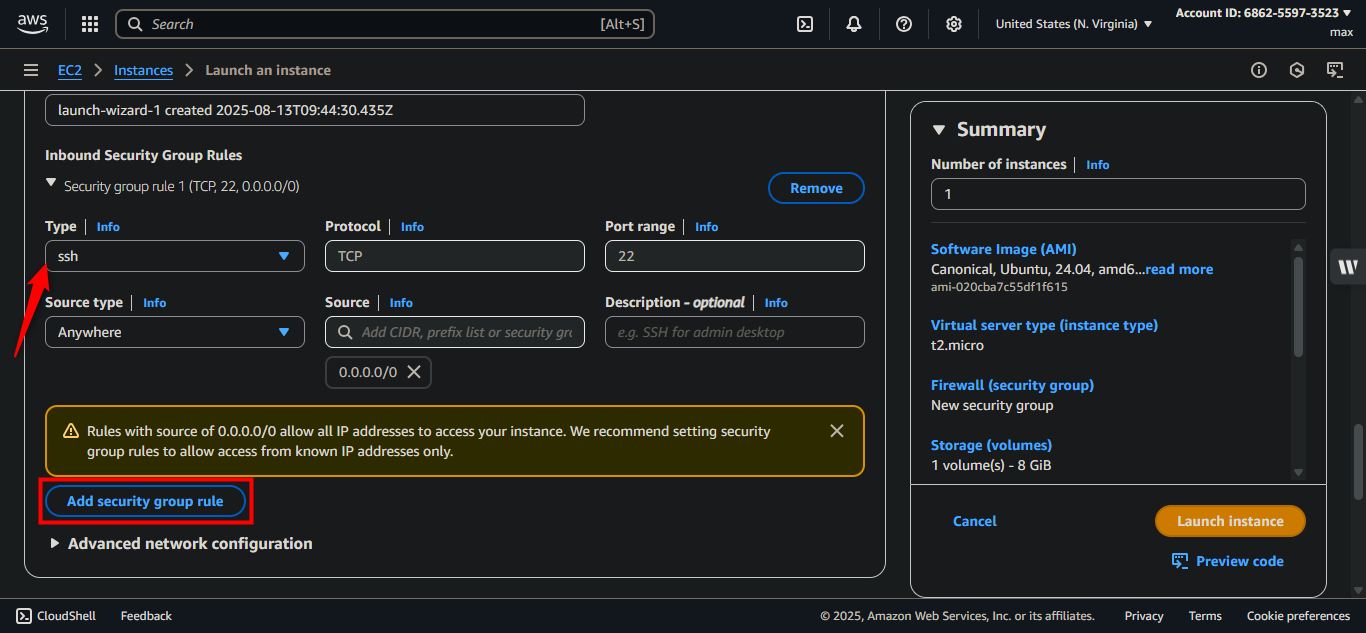 aws
Search [Alt+S]
United States (N. Virginia)
Account ID: 6862-5597-3523
max
EC2 Instances Launch an instance
launch-wizard-1 created 2025-08-13T09:44:30.435Z
Inbound Security Group Rules
Security group rule 1 (TCP, 22, 0.0.0.0/0)
Remove
Type Info Protocol Info Port range Info
ssh TCP 22
Source type Info Source Info Description - optional Info
Anywhere Add CIDR, prefix list or security gro e.g. SSH for admin desktop
0.0.0.0/0
Rules with source of 0.0.0.0/0 allow all IP addresses to access your instance. We recommend setting security
group rules to allow access from known IP addresses only.
Add security group rule
Advanced network configuration
Summary
Number of instances Info
1
Software Image (AMI)
Canonical, Ubuntu, 24.04, amd6...read more
ami-020cba7c55df1f615
Virtual server type (instance type)
t2.micro
Firewall (security group)
New security group
Storage (volumes)
1 volume(s) - 8 GiB
Cancel Launch instance
Preview code
W
CloudShell Feedback © 2025, Amazon Web Services, Inc. or its affiliates. Privacy Terms Cookie preferences